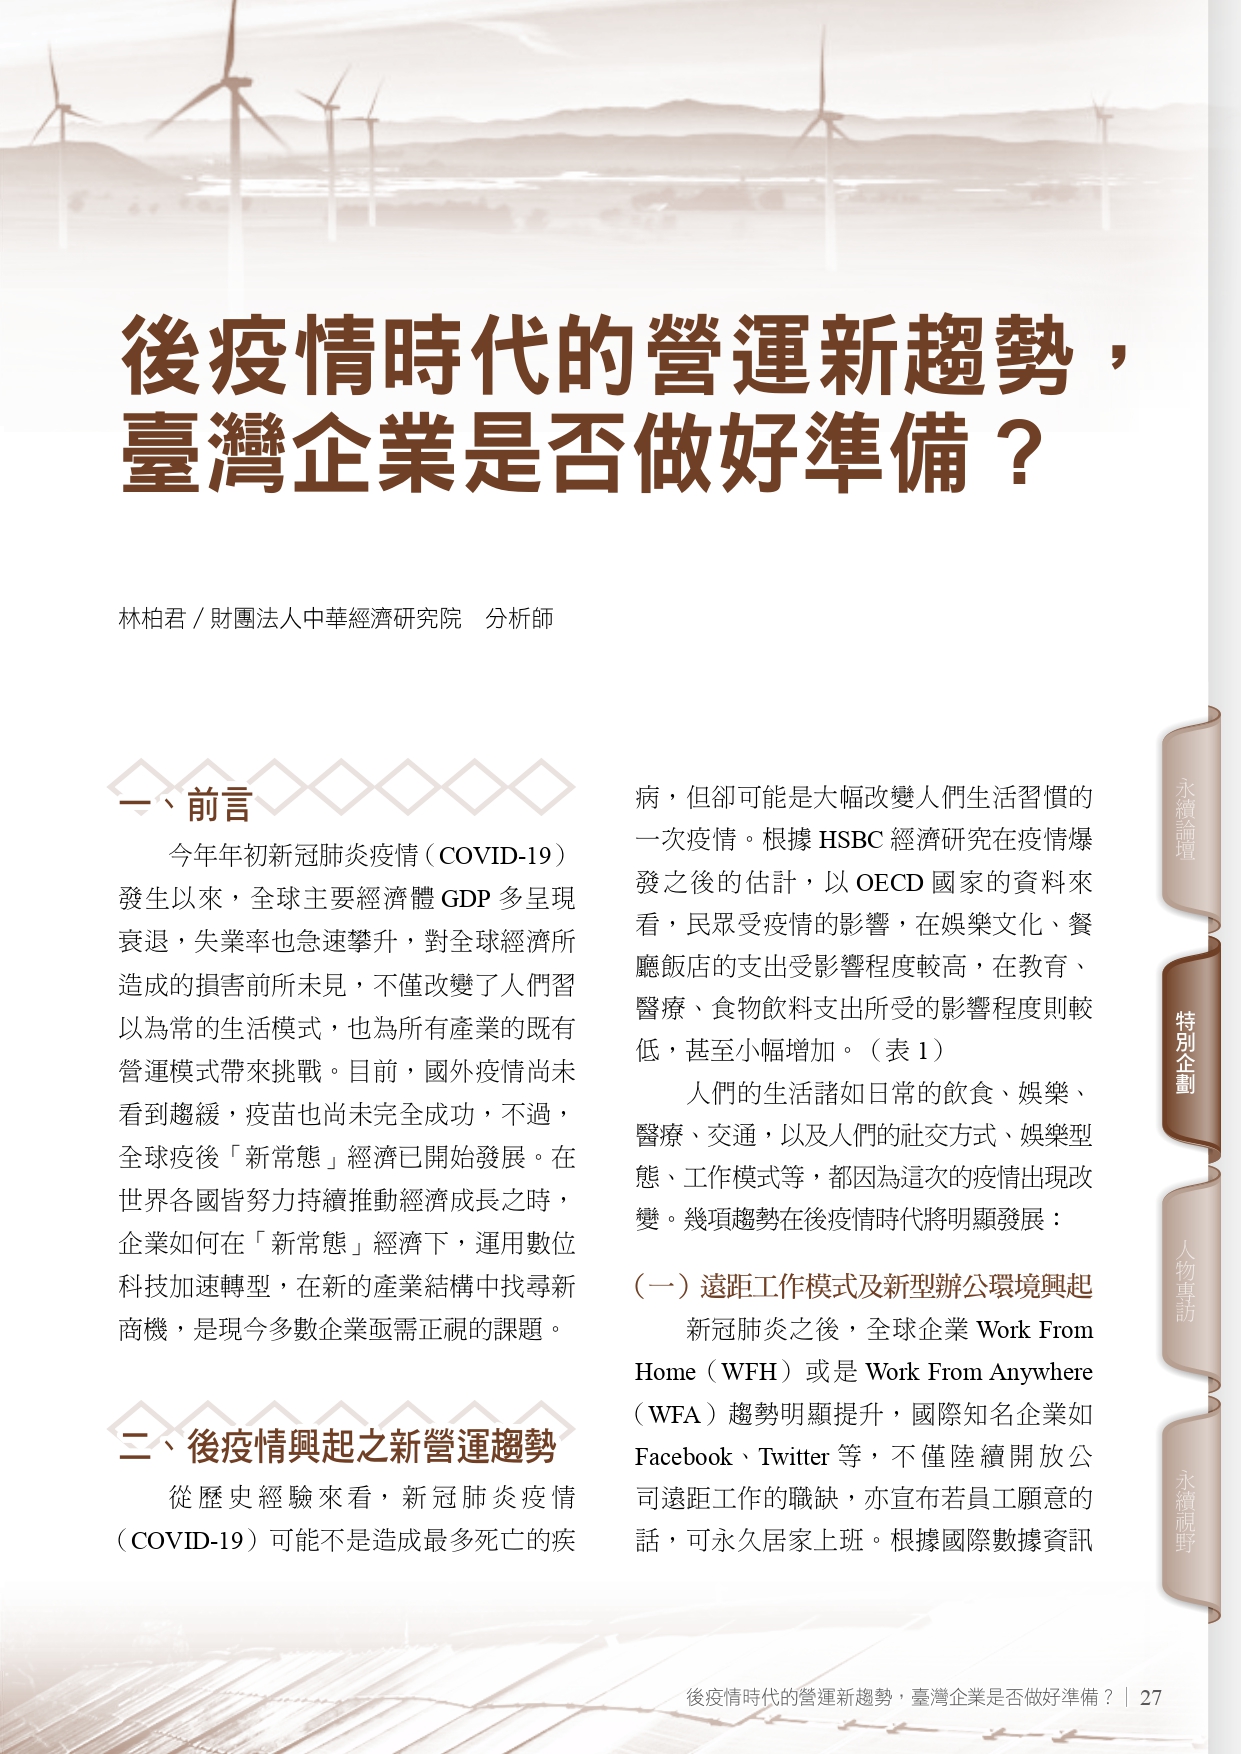 後疫情時代的營運新趨勢，
臺灣企業是否做好準備？
林柏君／財團法人中華經濟研究院　分析師
一、前言
今年年初新冠肺炎疫情（COVID-19）
發生以來，全球主要經濟體 GDP 多呈現
衰退，失業率也急速攀升，對全球經濟所
造成的損害前所未見，不僅改變了人們習
以為常的生活模式，也為所有產業的既有
營運模式帶來挑戰。目前，國外疫情尚未
看到趨緩，疫苗也尚未完全成功，不過，
全球疫後「新常態」經濟已開始發展。在
世界各國皆努力持續推動經濟成長之時，
企業如何在「新常態」經濟下，運用數位
科技加速轉型，在新的產業結構中找尋新
商機，是現今多數企業亟需正視的課題。
二、後疫情興起之新營運趨勢
從歷史經驗來看，新冠肺炎疫情
（COVID-19）可能不是造成最多死亡的疾
病，但卻可能是大幅改變人們生活習慣的
一次疫情。根據 HSBC 經濟研究在疫情爆
發之後的估計，以 OECD 國家的資料來
看，民眾受疫情的影響，在娛樂文化、餐
廳飯店的支出受影響程度較高，在教育、
醫療、食物飲料支出所受的影響程度則較
低，甚至小幅增加。（表 1）
人們的生活諸如日常的飲食、娛樂、
醫療、交通，以及人們的社交方式、娛樂型
態、工作模式等，都因為這次的疫情出現改
變。幾項趨勢在後疫情時代將明顯發展：
（一）遠距工作模式及新型辦公環境興起
新冠肺炎之後，全球企業 Work From
Home（WFH）或是 Work From Anywhere
（WFA）趨勢明顯提升，國際知名企業如
Facebook、Twitter 等，不僅陸續開放公
司遠距工作的職缺，亦宣布若員工願意的
話，可永久居家上班。根據國際數據資訊
永續論壇
特別企劃
人物專訪
永續視野
後疫情時代的營運新趨勢，臺灣企業是否做好準備？｜27